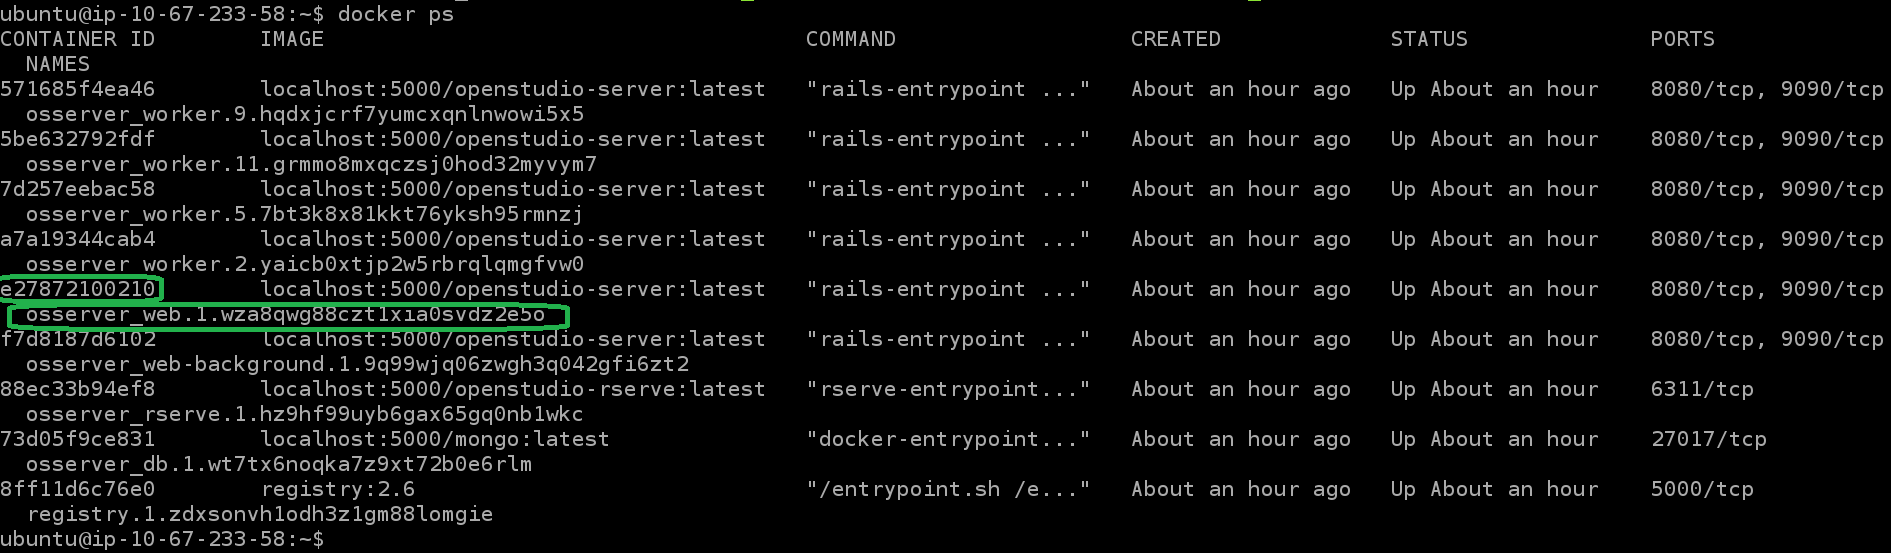 ubuntu@ip-10-67-233-58:~$ docker ps
CONTAINER ID        IMAGE                                     COMMAND                  CREATED             STATUS              PORTS
  NAMES
571685f4ea46        localhost:5000/openstudio-server:latest   "rails-entrypoint ..."   About an hour ago   Up About an hour    8080/tcp, 9090/tcp
  osserver_worker.9.hqdxjcrf7yumcxqnlnwowi5x5
5be632792fdf        localhost:5000/openstudio-server:latest   "rails-entrypoint ..."   About an hour ago   Up About an hour    8080/tcp, 9090/tcp
  osserver_worker.11.grmmo8mxqczsj0hod32myvym7
7d257eebac58        localhost:5000/openstudio-server:latest   "rails-entrypoint ..."   About an hour ago   Up About an hour    8080/tcp, 9090/tcp
  osserver_worker.5.7bt3k8x81kkt76yksh95rmnzj
a7a19344cab4        localhost:5000/openstudio-server:latest   "rails-entrypoint ..."   About an hour ago   Up About an hour    8080/tcp, 9090/tcp
  osserver_worker.2.yaicb0xtjp2w5rbrqlqmgfvw0
e27872100210        localhost:5000/openstudio-server:latest   "rails-entrypoint ..."   About an hour ago   Up About an hour    8080/tcp, 9090/tcp
  osserver_web.1.wza8qwg88czt1xia0svdz2e5o
f7d8187d6102        localhost:5000/openstudio-server:latest   "rails-entrypoint ..."   About an hour ago   Up About an hour    8080/tcp, 9090/tcp
  osserver_web-background.1.9q99wjq06zwgh3q042gfi6zt2
88ec33b94ef8        localhost:5000/openstudio-rserve:latest   "rserve-entrypoint..."   About an hour ago   Up About an hour    6311/tcp
  osserver_rserve.1.hz9hf99uyb6gax65gq0nb1wkc
73d05f9ce831        localhost:5000/mongo:latest               "docker-entrypoint..."   About an hour ago   Up About an hour    27017/tcp
  osserver_db.1.wt7tx6noqka7z9xt72b0e6rlm
8ff11d6c76e0        registry:2.6                              "/entrypoint.sh /e..."   About an hour ago   Up About an hour    5000/tcp
  registry.1.zdxsonvh1odh3z1gm88lomgie
ubuntu@ip-10-67-233-58:~$